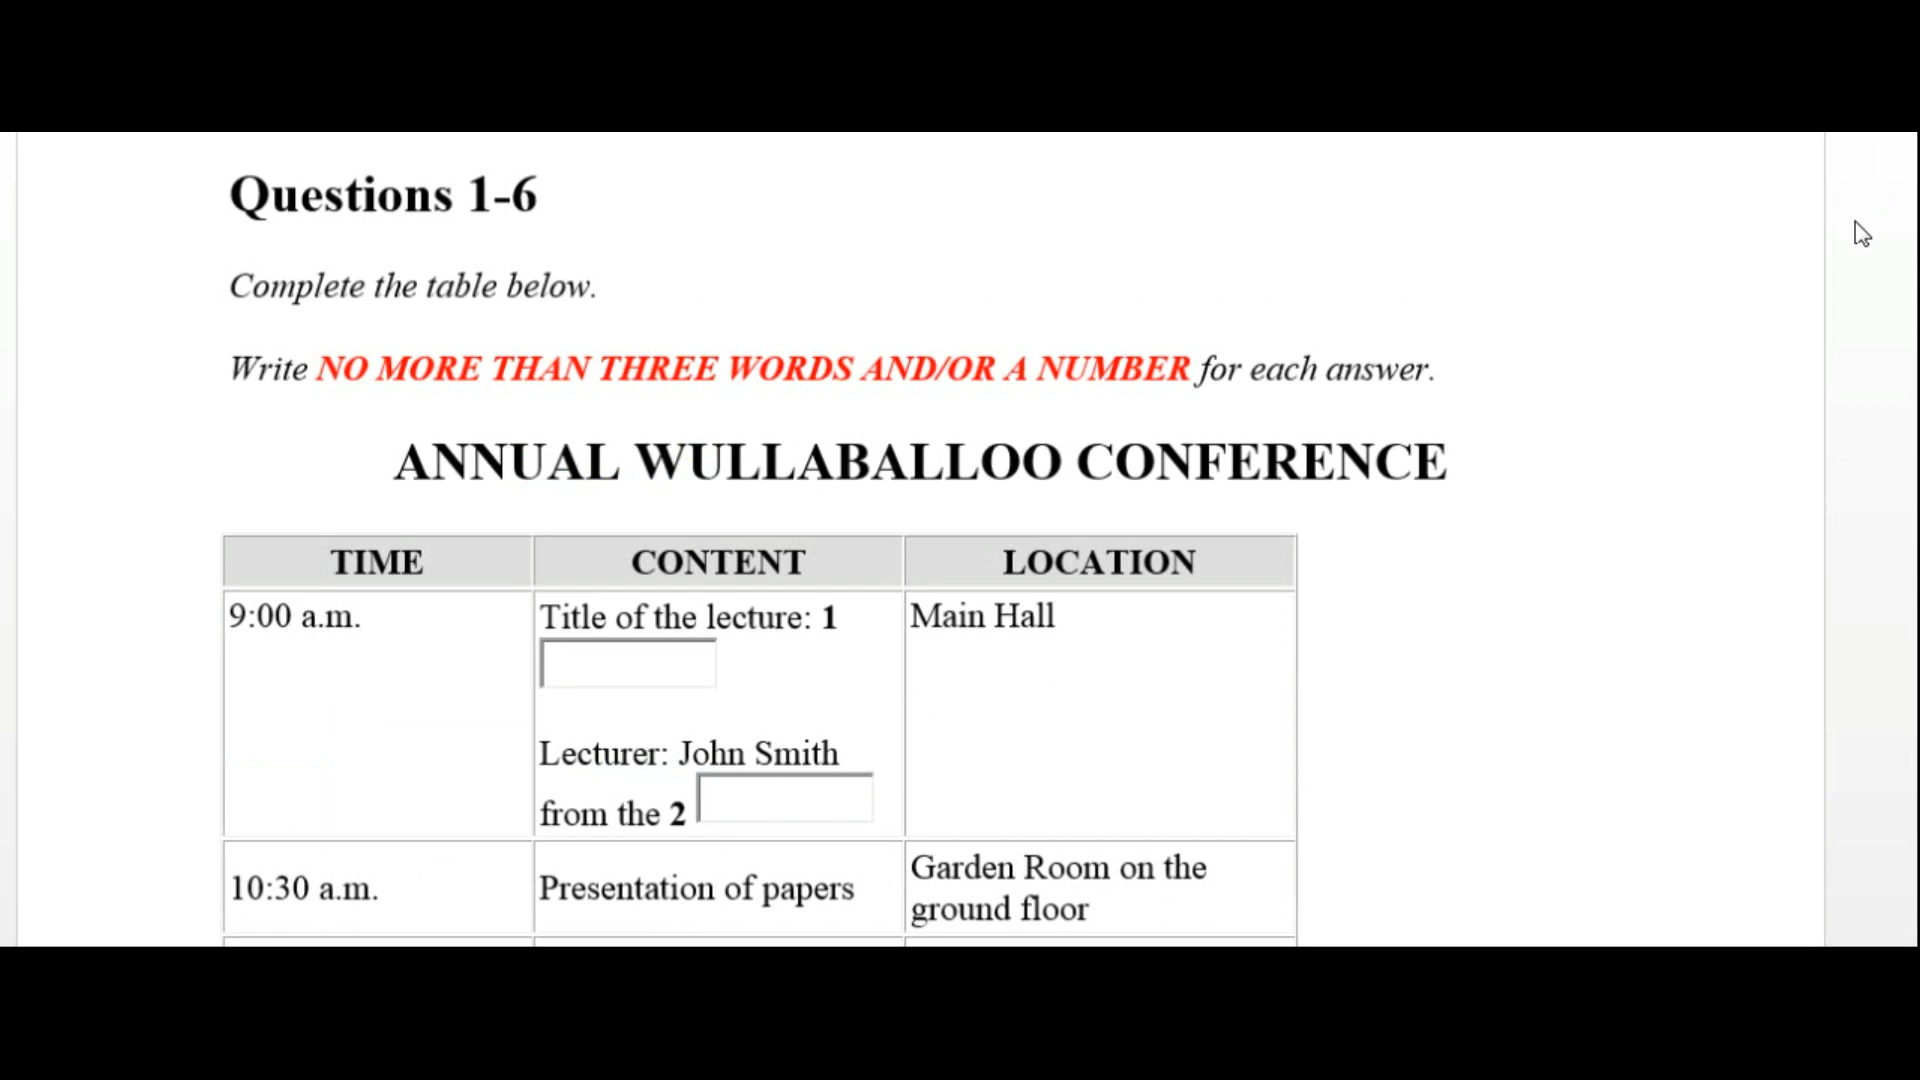 Questions 1-6
Complete the table below.
Write NO MORE THAN THREE WORDS AND/OR A NUMBER for each answer.
ANNUAL WULLABALLOO CONFERENCE
TIME CONTENT LOCATION
9:00 a.m. Title of the lecture: 1 Main Hall
Lecturer: John Smith
from the 2
10:30 a.m. Presentation of papers Garden Room on the
ground floor